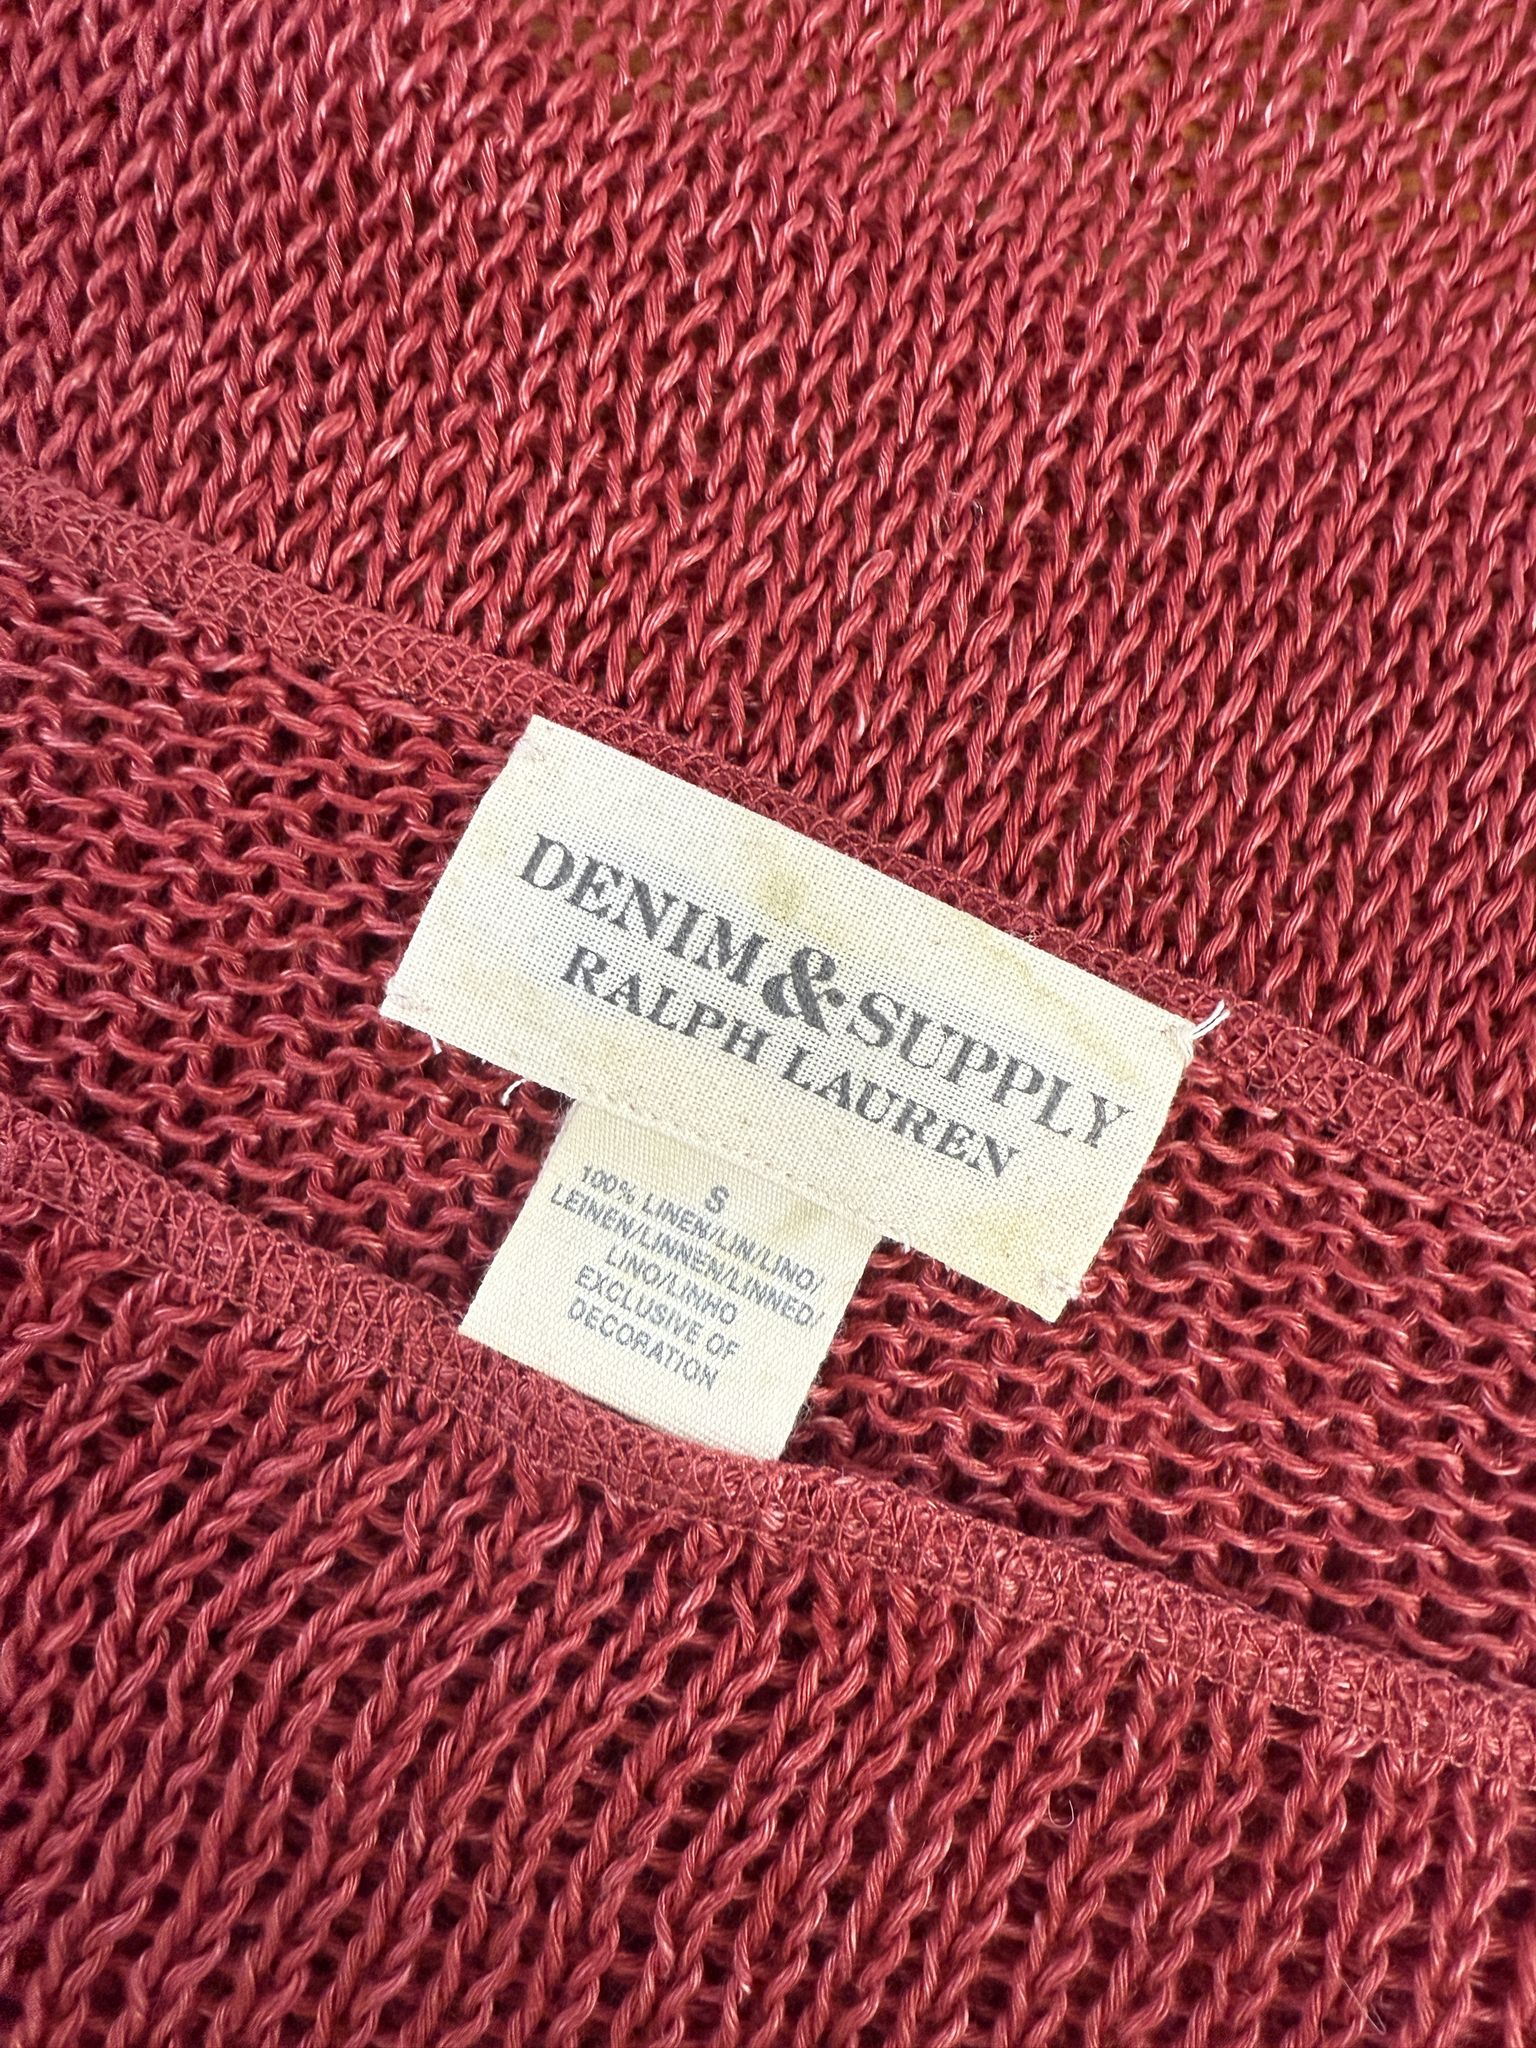 DENIM&SUPPLY
RALPH LAUREN
S
100% LINEN/LIN/LINO/
LEINEN/LINNEN/LINNED/
LINO/LINHO
EXCLUSIVE OF
DECORATION